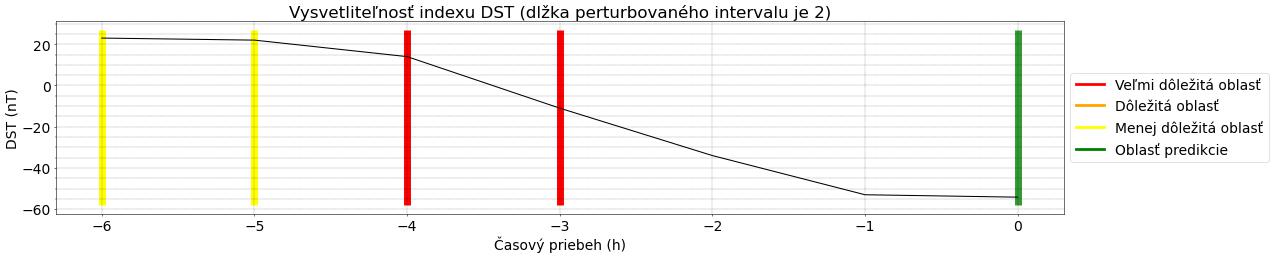 Vysvetliteľnosť indexu DST (dlžka perturbovaného intervalu je 2)
DST (nT)
20
0
−20
−40
−60
−6 −5 −4 −3 −2 −1 0
Časový priebeh (h)
Veľmi dôležitá oblasť
Dôležitá oblasť
Menej dôležitá oblasť
Oblasť predikcie